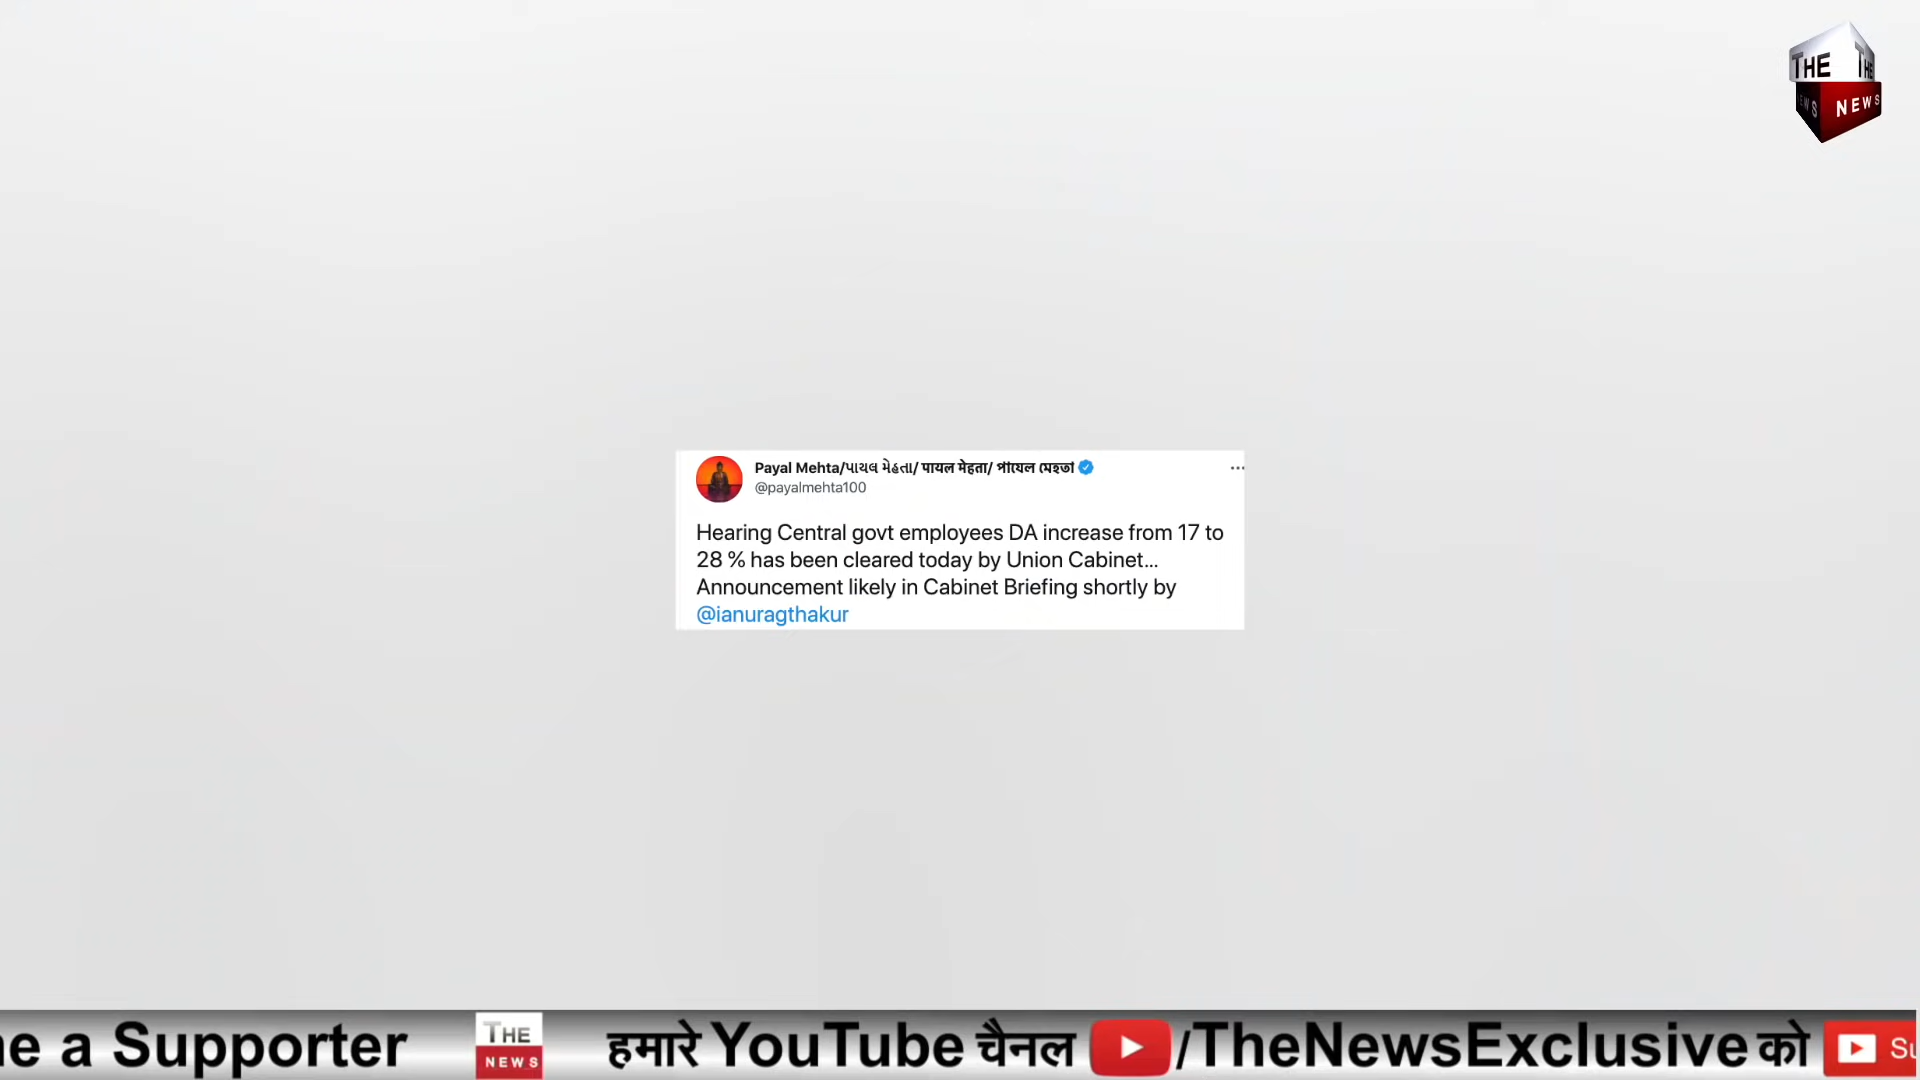 THE THE
NEWS
Payal Mehta/પાયલ મેહતા/ पायल मेहता/
@payalmehta100
Hearing Central govt employees DA increase from 17 to
28 % has been cleared today by Union Cabinet...
Announcement likely in Cabinet Briefing shortly by
@ianuragthakur
a Supporter THE NEWS हमारे YouTube चैनल /TheNewsExclusive को